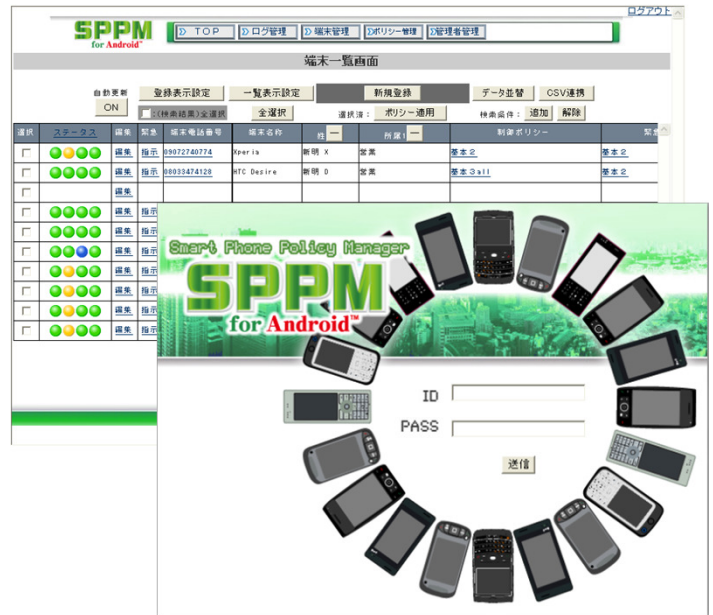 ログアウト
SPPM
for Android™
TOP ログ管理 端末管理 ポリシー管理 管理者管理
端末一覧画面
自動更新 登録表示設定 一覧表示設定 新規登録 データ並替 CSV連携
ON :(検索結果)全選択 全選択 選択済: ポリシー適用 検索条件: 追加 解除
選択 ステータス 編集 緊急 端末電話番号 端末名称 姓 ー 所属1 ー 制御ポリシー 緊急
編集 指示 09072740774 Xperia 新明 X 営業 基本2 基本2
編集 指示 08033474128 HTC Desire 新明 D 営業 基本3all 基本2
編集
編集 指示
編集 指示
編集 指示
編集 指示
編集 指示
編集 指示
編集 指示
Smart Phone Policy Manager
SPPM
for Android™
ID
PASS
送信